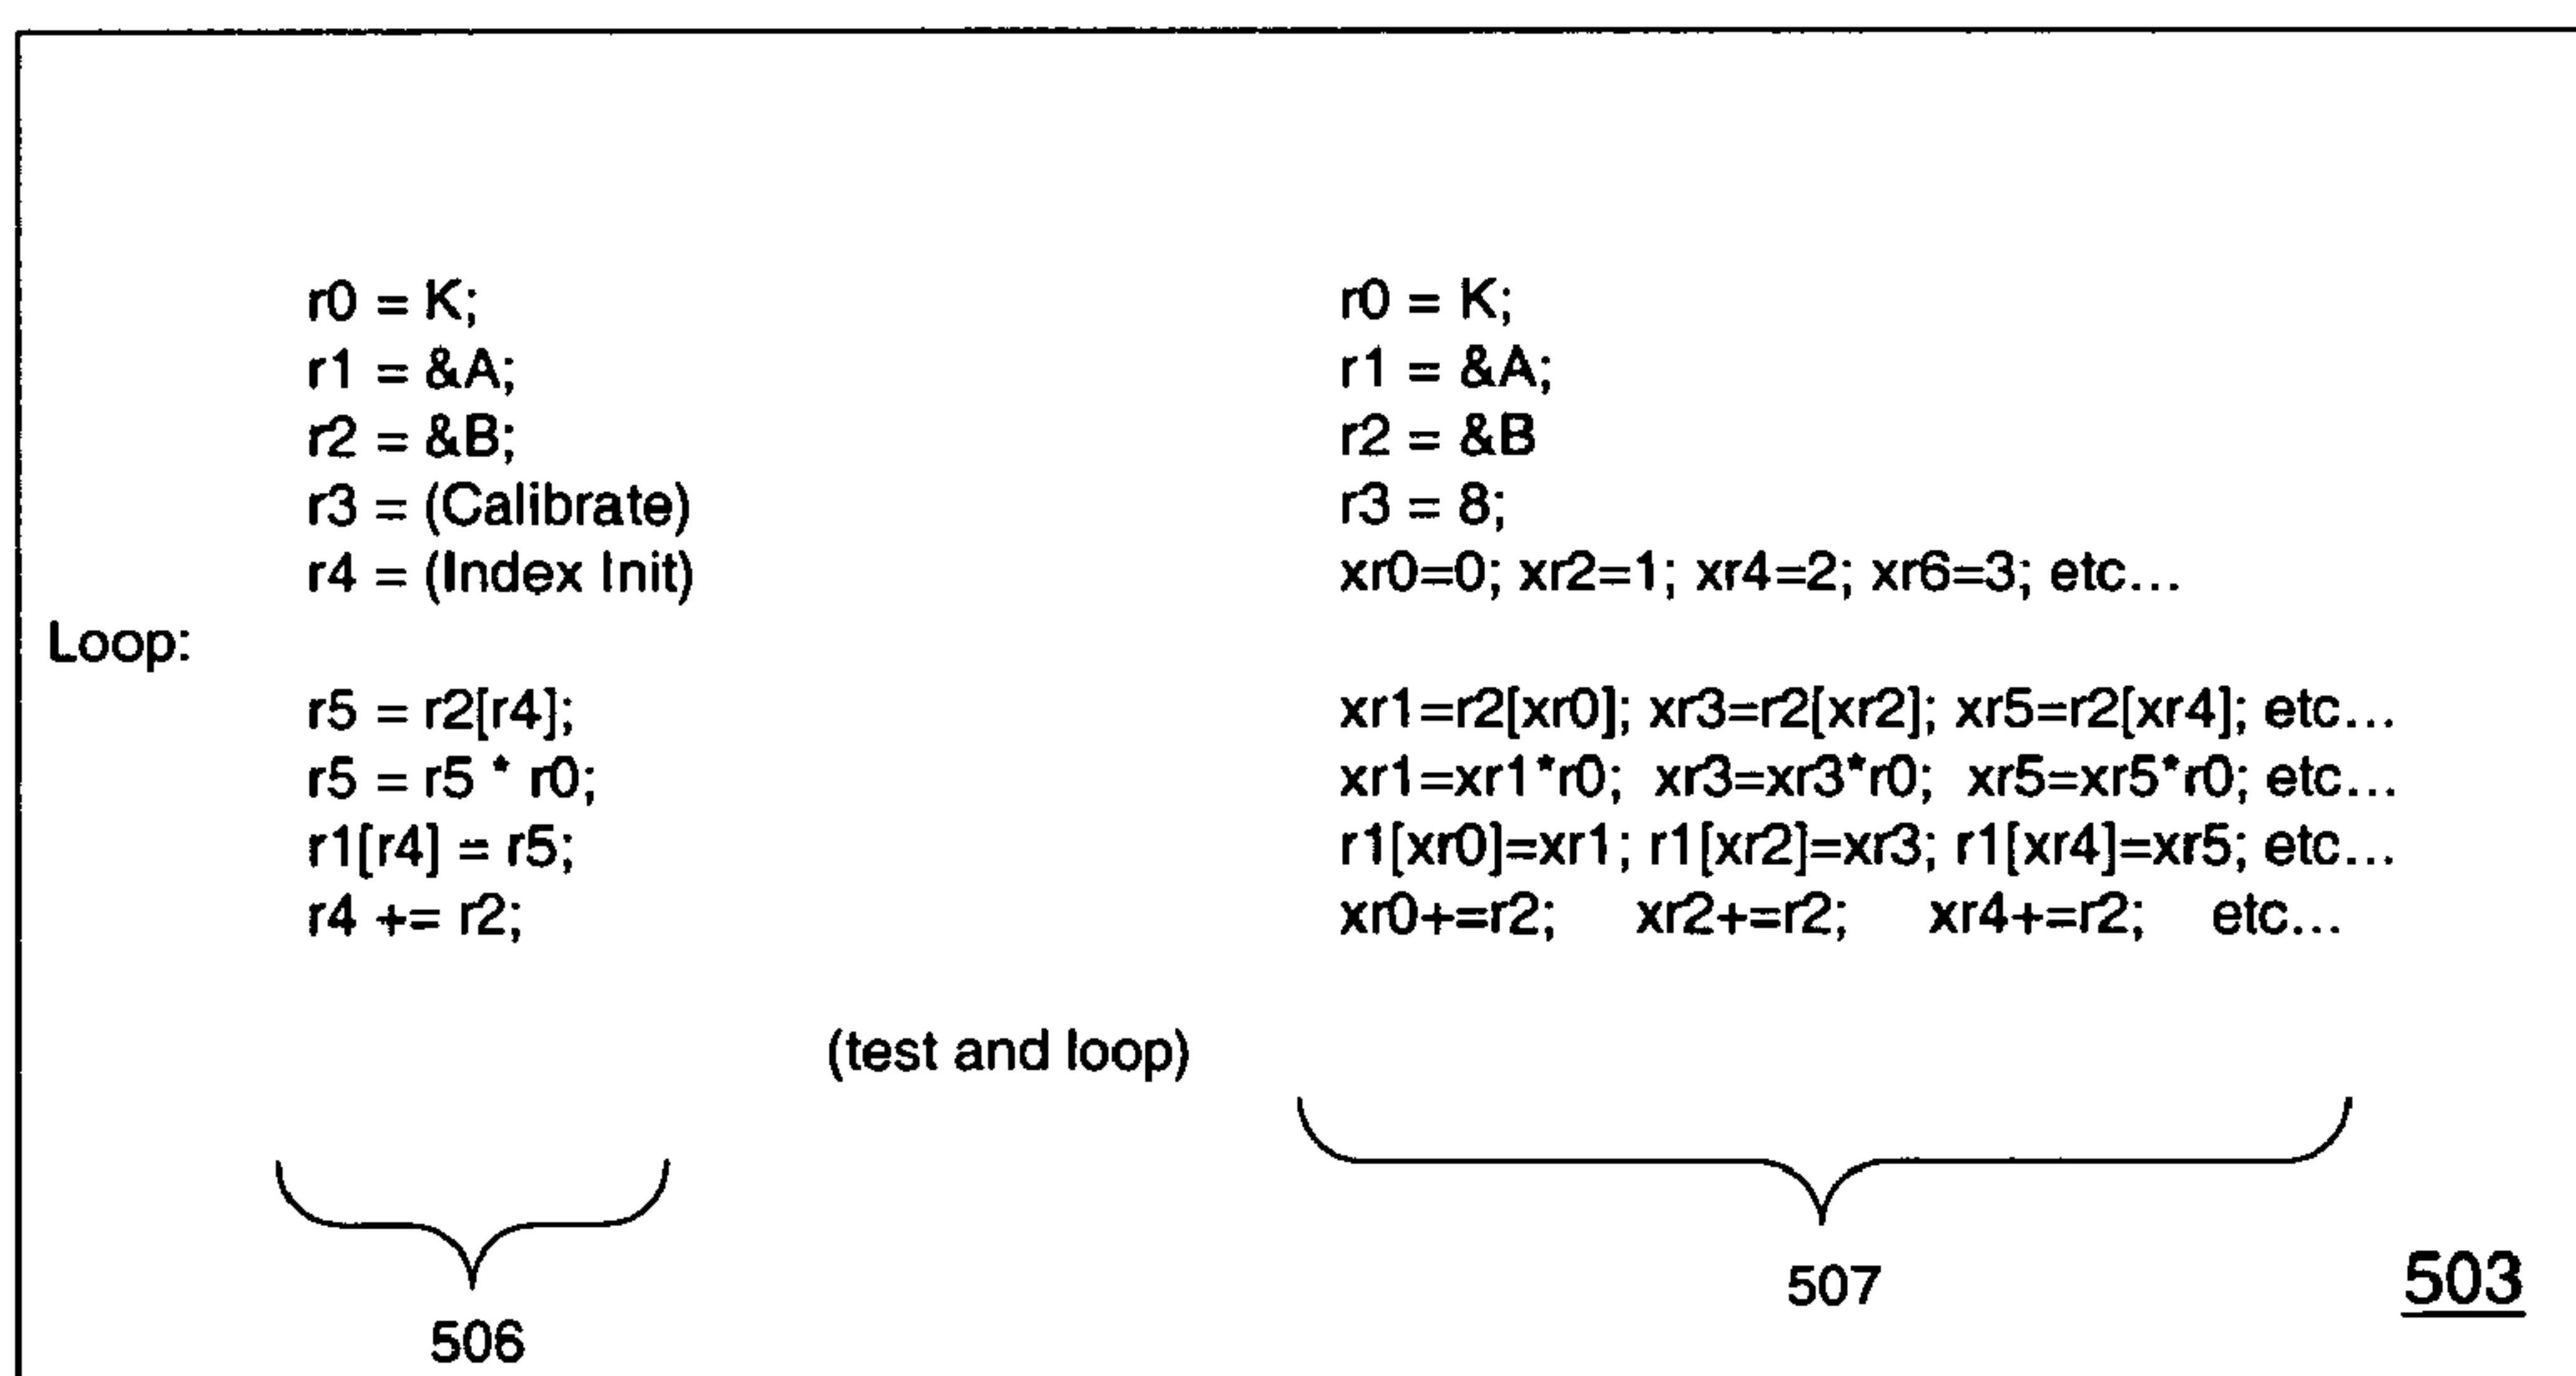 r0 = K; r0 = K;
r1 = &A; r1 = &A;
r2 = &B; r2 = &B
r3 = (Calibrate) r3 = 8;
r4 = (Index Init) xr0=0; xr2=1; xr4=2; xr6=3; etc...
Loop:
r5 = r2[r4]; xr1=r2[xr0]; xr3=r2[xr2]; xr5=r2[xr4]; etc...
r5 = r5 * r0; xr1=xr1*r0; xr3=xr3*r0; xr5=xr5*r0; etc...
r1[r4] = r5; r1[xr0]=xr1; r1[xr2]=xr3; r1[xr4]=xr5; etc...
r4 += r2; xr0+=r2; xr2+=r2; xr4+=r2; etc...
(test and loop)
507 503
506